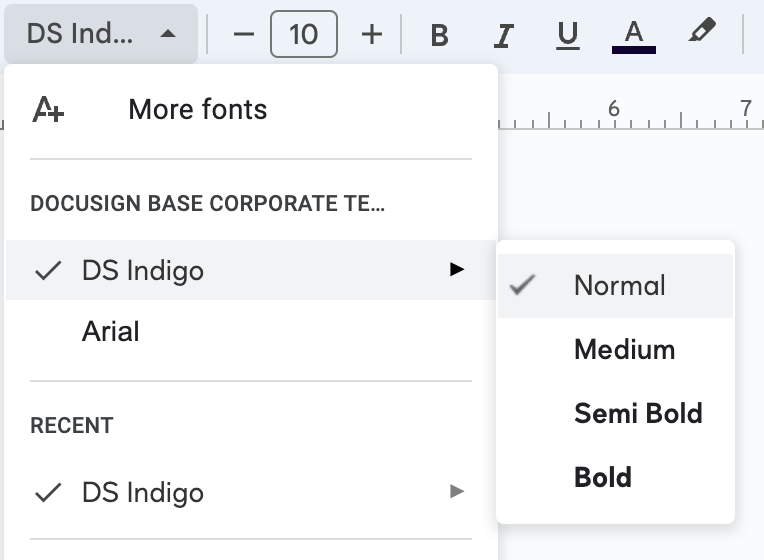 DS Ind... 10 B I U A
A+ More fonts
6 7
DOCUSIGN BASE CORPORATE TE...
DS Indigo
Normal
Arial
Medium
Semi Bold
RECENT
Bold
DS Indigo